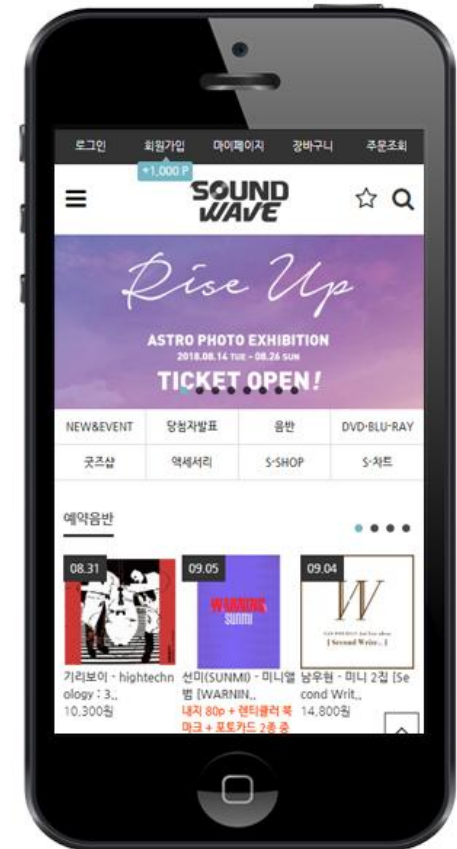 로그인 회원가입 마이페이지 장바구니 주문조회
+1,000 P
SOUND
WAVE
Rise Up
ASTRO PHOTO EXHIBITION
2018.08.14 TUE - 08.26 SUN
TICKET OPEN!
NEW&EVENT 당첨자발표 음반 DVD·BLU-RAY
굿즈샵 액세서리 S-SHOP S-차트
예약음반
08.31
09.05
09.04
WARNING
SUNMI
W
[ Second Write.. ]
기리보이 - hightechn
ology : 3,.
10,300원
선미(SUNMI) - 미니앨
범 [WARNIN,.
내지 80p + 렌티큘러 북
마크 + 포토카드 2종 중
남우현 - 미니 2집 [Se
cond Writ,.
14,800원